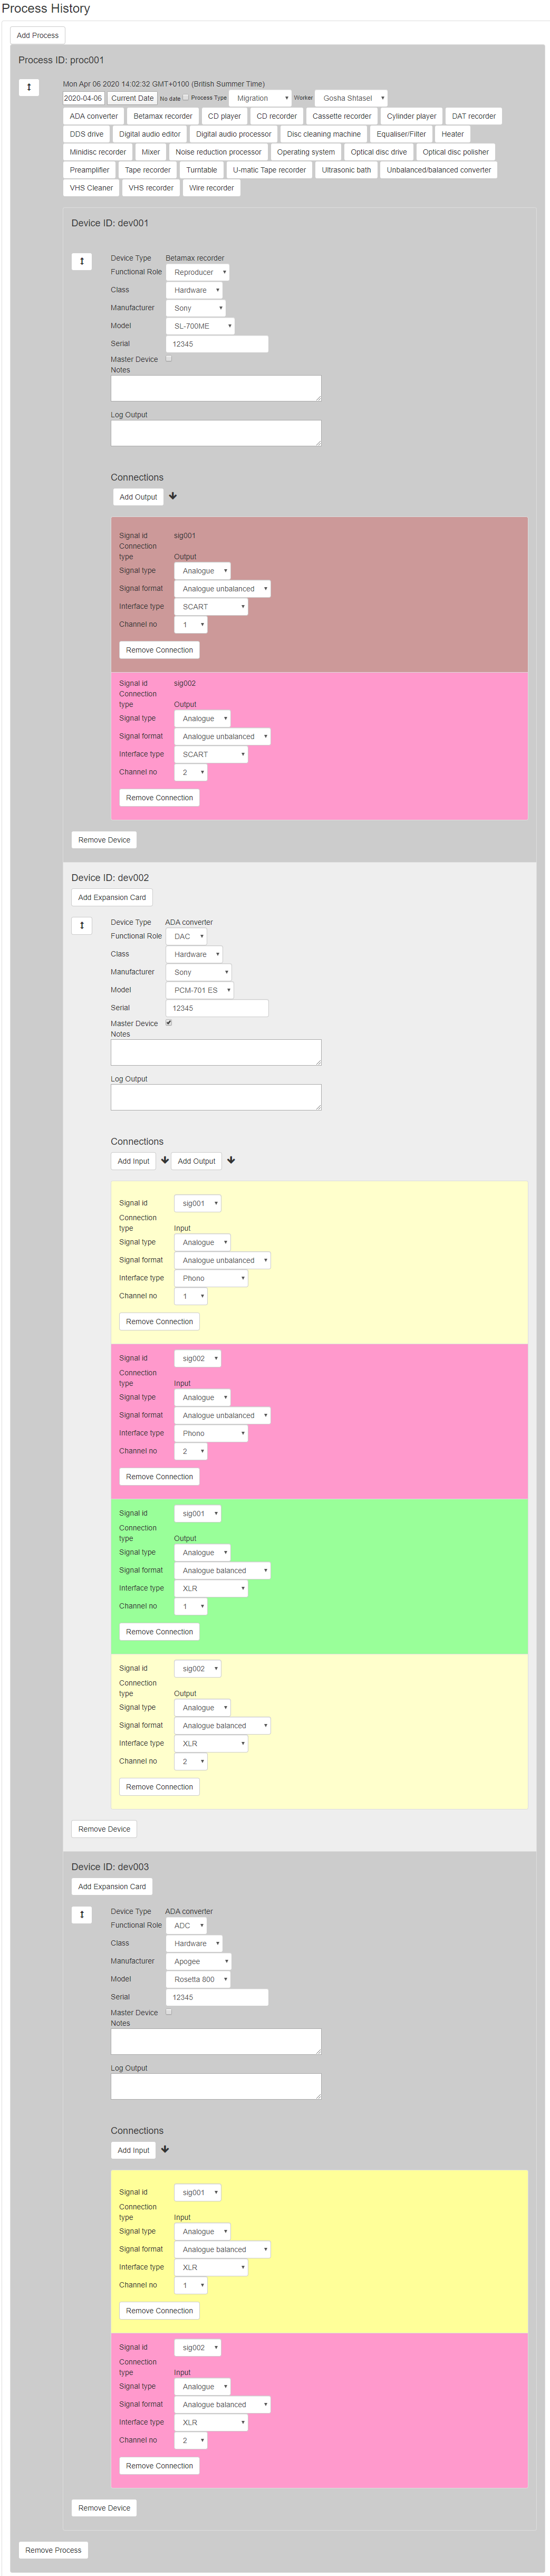 Process History
Add Process
Process ID: proc001
Mon Apr 06 2020 14:02:32 GMT+0100 (British Summer Time)
2020-04-06 Current Date No date Process Type Migration Worker Gosha Shtasel
ADA converter Betamax recorder CD player CD recorder Cassette recorder Cylinder player DAT recorder
DDS drive Digital audio editor Digital audio processor Disc cleaning machine Equaliser/Filter Heater
Minidisc recorder Mixer Noise reduction processor Operating system Optical disc drive Optical disc polisher
Preamplifier Tape recorder Turntable U-matic Tape recorder Ultrasonic bath Unbalanced/balanced converter
VHS Cleaner VHS recorder Wire recorder
Device ID: dev001
Device Type Betamax recorder
Functional Role Reproducer
Class Hardware
Manufacturer Sony
Model SL-700ME
Serial 12345
Master Device
Notes
Log Output
Connections
Add Output
Signal id sig001
Connection
type Output
Signal type Analogue
Signal format Analogue unbalanced
Interface type SCART
Channel no 1
Remove Connection
Signal id sig002
Connection
type Output
Signal type Analogue
Signal format Analogue unbalanced
Interface type SCART
Channel no 2
Remove Connection
Remove Device
Device ID: dev002
Add Expansion Card
Device Type ADA converter
Functional Role DAC
Class Hardware
Manufacturer Sony
Model PCM-701 ES
Serial 12345
Master Device
Notes
Log Output
Connections
Add Input Add Output
Signal id sig001
Connection
type Input
Signal type Analogue
Signal format Analogue unbalanced
Interface type Phono
Channel no 1
Remove Connection
Signal id sig002
Connection
type Input
Signal type Analogue
Signal format Analogue unbalanced
Interface type Phono
Channel no 2
Remove Connection
Signal id sig001
Connection
type Output
Signal type Analogue
Signal format Analogue balanced
Interface type XLR
Channel no 1
Remove Connection
Signal id sig002
Connection
type Output
Signal type Analogue
Signal format Analogue balanced
Interface type XLR
Channel no 2
Remove Connection
Remove Device
Device ID: dev003
Add Expansion Card
Device Type ADA converter
Functional Role ADC
Class Hardware
Manufacturer Apogee
Model Rosetta 800
Serial 12345
Master Device
Notes
Log Output
Connections
Add Input
Signal id sig001
Connection
type Input
Signal type Analogue
Signal format Analogue balanced
Interface type XLR
Channel no 1
Remove Connection
Signal id sig002
Connection
type Input
Signal type Analogue
Signal format Analogue balanced
Interface type XLR
Channel no 2
Remove Connection
Remove Device
Remove Process